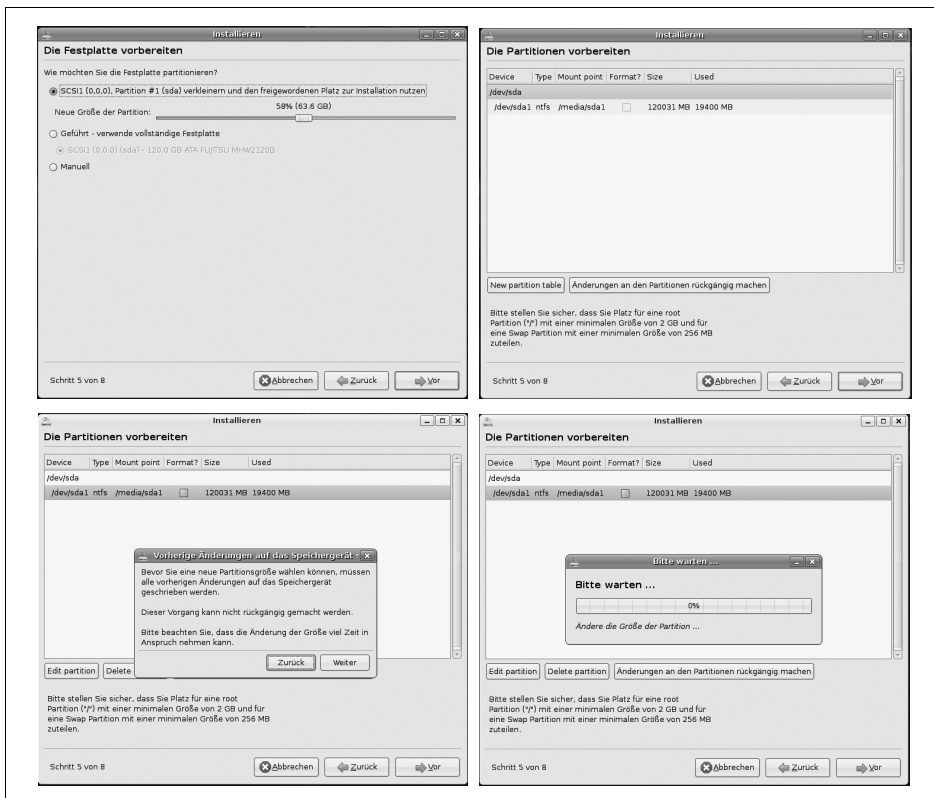 Installieren
Die Festplatte vorbereiten
Wie möchten Sie die Festplatte partitionieren?
SCSI1 (0,0,0), Partition #1 (sda) verkleinern und den freigewordenen Platz zur Installation nutzen
Neue Größe der Partition:
58% (63.6 GB)
Geführt - verwende vollständige Festplatte
SCSI1 (0,0,0) (sda) - 120.0 GB ATA FUJITSU MHW2120B
Manuell
Schritt 5 von 8
Abbrechen
Zurück
Vor
Installieren
Die Partitionen vorbereiten
Device Type Mount point Format? Size Used
/dev/sda
/dev/sda1 ntfs /media/sda1 120031 MB 19400 MB
New partition table
Änderungen an den Partitionen rückgängig machen
Bitte stellen Sie sicher, dass Sie Platz für eine root
Partition ("/") mit einer minimalen Größe von 2 GB und für
eine Swap Partition mit einer minimalen Größe von 256 MB
zuteilen.
Schritt 5 von 8
Abbrechen
Zurück
Vor
Installieren
Die Partitionen vorbereiten
Device Type Mount point Format? Size Used
/dev/sda
/dev/sda1 ntfs /media/sda1 120031 MB 19400 MB
Vorherige Änderungen auf das Speichergerät
Bevor Sie eine neue Partitionsgröße wählen können, müssen
alle vorherigen Änderungen auf das Speichergerät
geschrieben werden.
Dieser Vorgang kann nicht rückgängig gemacht werden.
Bitte beachten Sie, dass die Änderung der Größe viel Zeit in
Anspruch nehmen kann.
Zurück
Weiter
Edit partition
Delete
Bitte stellen Sie sicher, dass Sie Platz für eine root
Partition ("/") mit einer minimalen Größe von 2 GB und für
eine Swap Partition mit einer minimalen Größe von 256 MB
zuteilen.
Schritt 5 von 8
Abbrechen
Zurück
Vor
Installieren
Die Partitionen vorbereiten
Device Type Mount point Format? Size Used
/dev/sda
/dev/sda1 ntfs /media/sda1 120031 MB 19400 MB
Bitte warten ...
Bitte warten ...
0%
Ändere die Größe der Partition ...
Edit partition
Delete partition
Änderungen an den Partitionen rückgängig machen
Bitte stellen Sie sicher, dass Sie Platz für eine root
Partition ("/") mit einer minimalen Größe von 2 GB und für
eine Swap Partition mit einer minimalen Größe von 256 MB
zuteilen.
Schritt 5 von 8
Abbrechen
Zurück
Vor